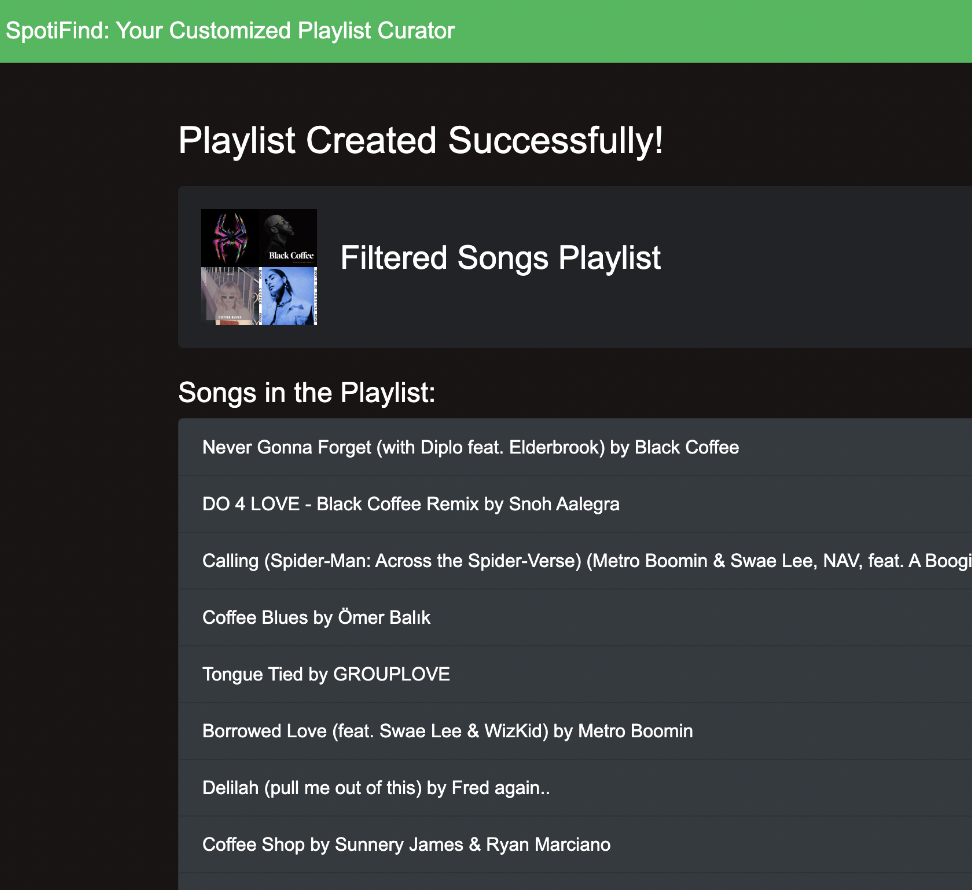 SpotiFind: Your Customized Playlist Curator
Playlist Created Successfully!
Black Coffee
Filtered Songs Playlist
Songs in the Playlist:
Never Gonna Forget (with Diplo feat. Elderbrook) by Black Coffee
DO 4 LOVE - Black Coffee Remix by Snoh Aalegra
Calling (Spider-Man: Across the Spider-Verse) (Metro Boomin & Swae Lee, NAV, feat. A Boogi
Coffee Blues by Ömer Balık
Tongue Tied by GROUPLOVE
Borrowed Love (feat. Swae Lee & WizKid) by Metro Boomin
Delilah (pull me out of this) by Fred again..
Coffee Shop by Sunnery James & Ryan Marciano